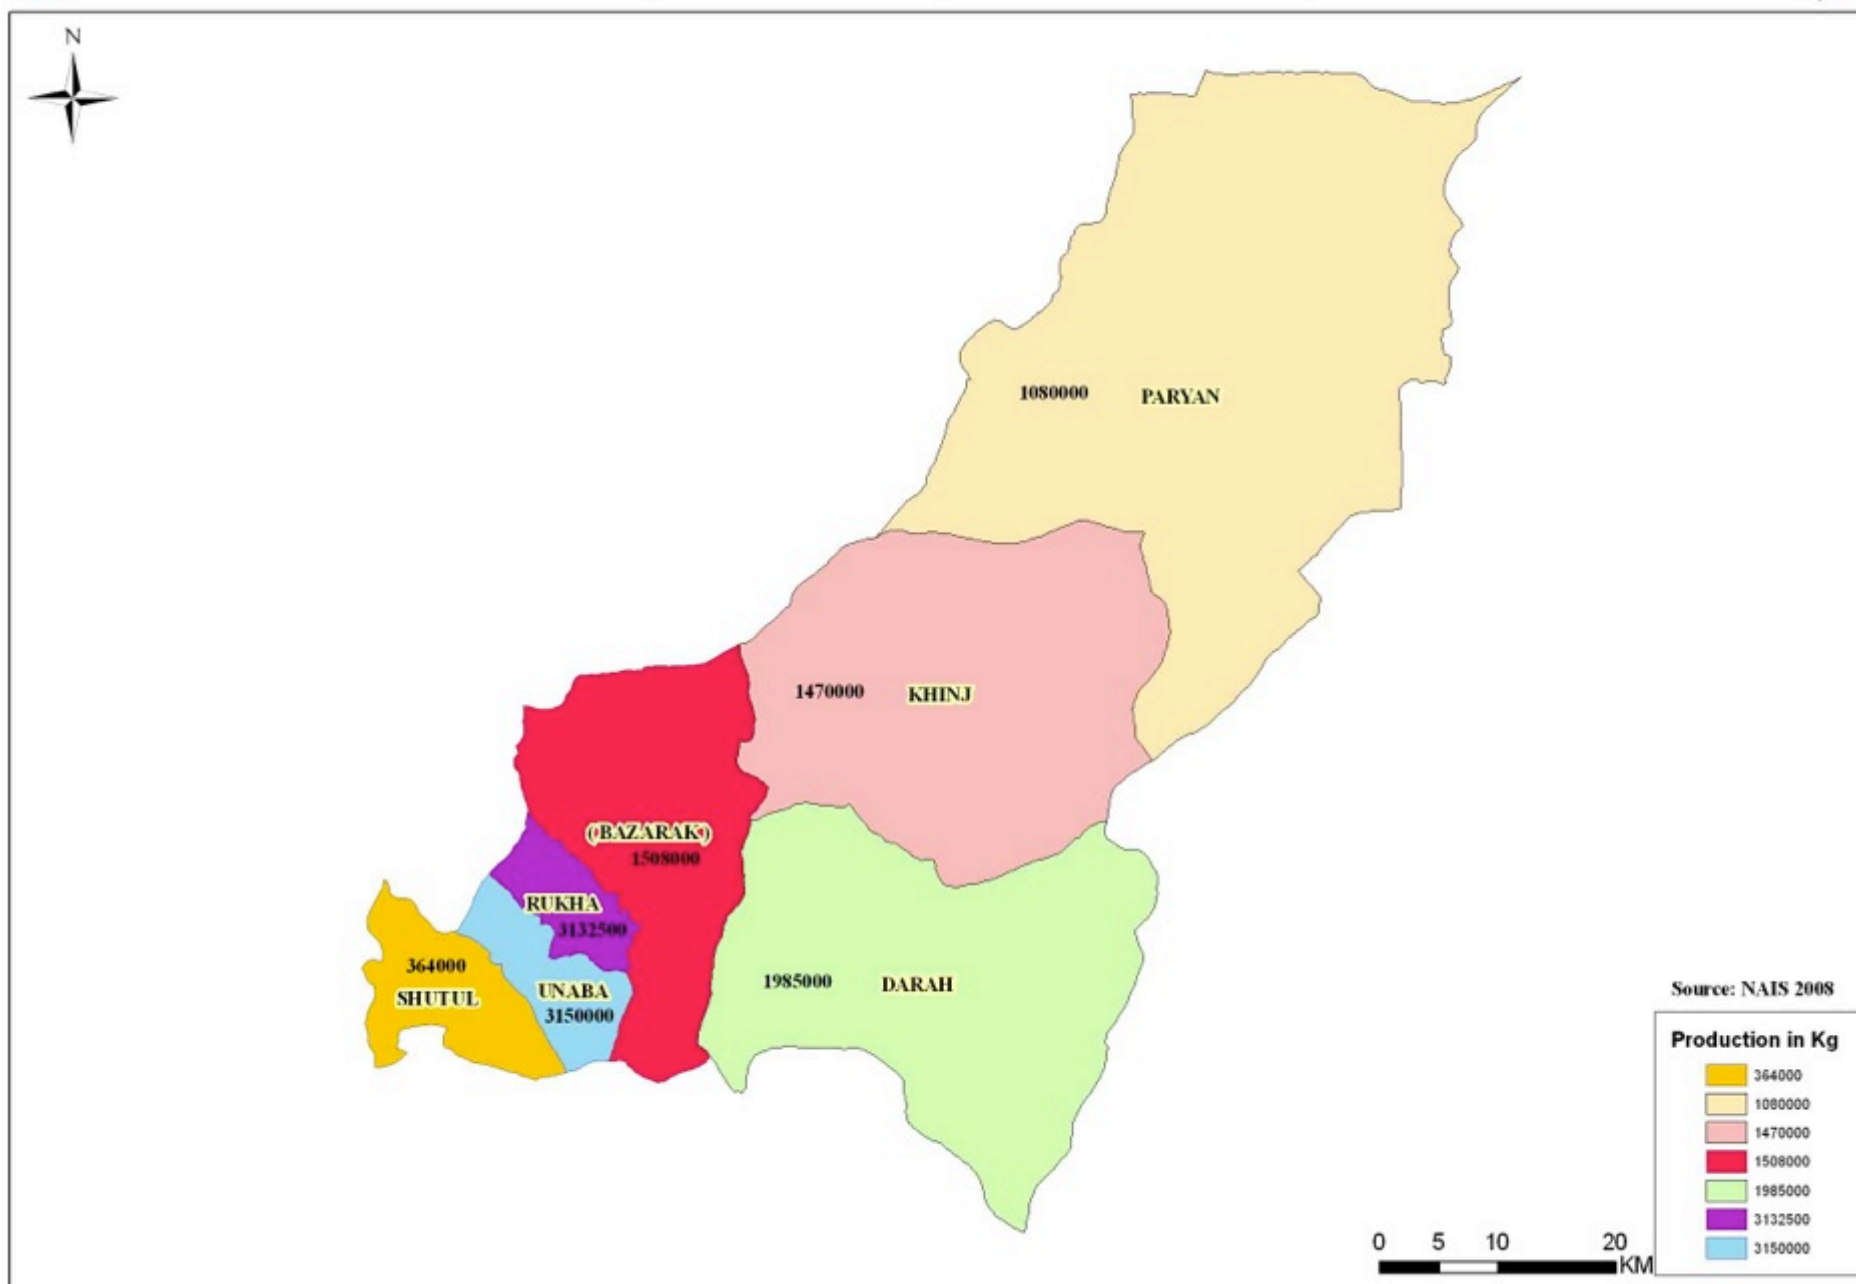 N
1080000 PARYAN
1470000 KHINJ
(BAZARAK)
1508000
RUKHA
3132500
364000
SHUTUL
UNABA
3150000
1985000 DARAH
Source: NAIS 2008
Production in Kg
364000
1080000
1470000
1508000
1985000
3132500
3150000
0 5 10 20
KM